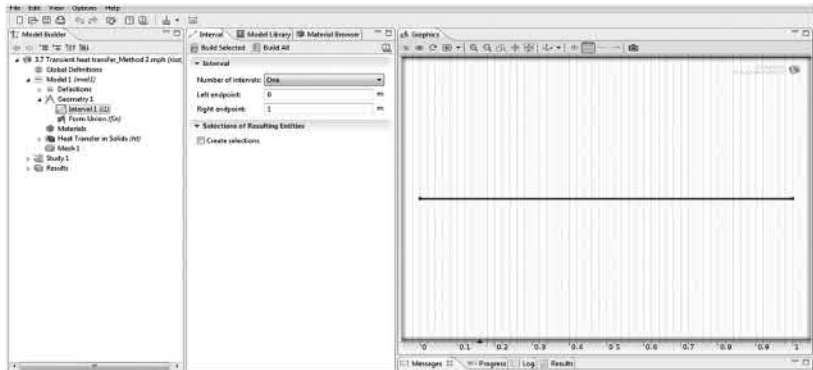 File Edit View Options Help
Model Builder
3.7 Transient heat transfer_Method 2.mph (root)
Global Definitions
Model 1 (mod1)
Definitions
Geometry 1
Interval 1 (i1)
Form Union (fin)
Materials
Heat Transfer in Solids (ht)
Mesh 1
Study 1
Results
Interval Model Library Material Browser
Build Selected Build All
Interval
Number of intervals: One
Left endpoint: 0 m
Right endpoint: 1 m
Selections of Resulting Entities
Create selections
Graphics
0 0.1 0.2 0.3 0.4 0.5 0.6 0.7 0.8 0.9 1
Messages Progress Log Results